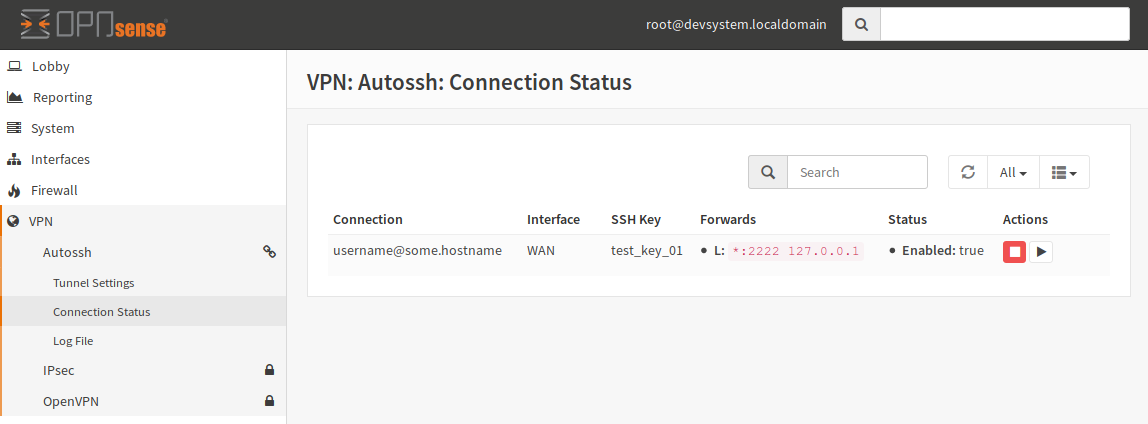 OPNsense®
root@devsystem.localdomain
Lobby
Reporting
System
Interfaces
Firewall
VPN
Autossh
Tunnel Settings
Connection Status
Log File
IPsec
OpenVPN
VPN: Autossh: Connection Status
Search All
Connection Interface SSH Key Forwards Status Actions
username@some.hostname WAN test_key_01 • L: *:2222 127.0.0.1 • Enabled: true